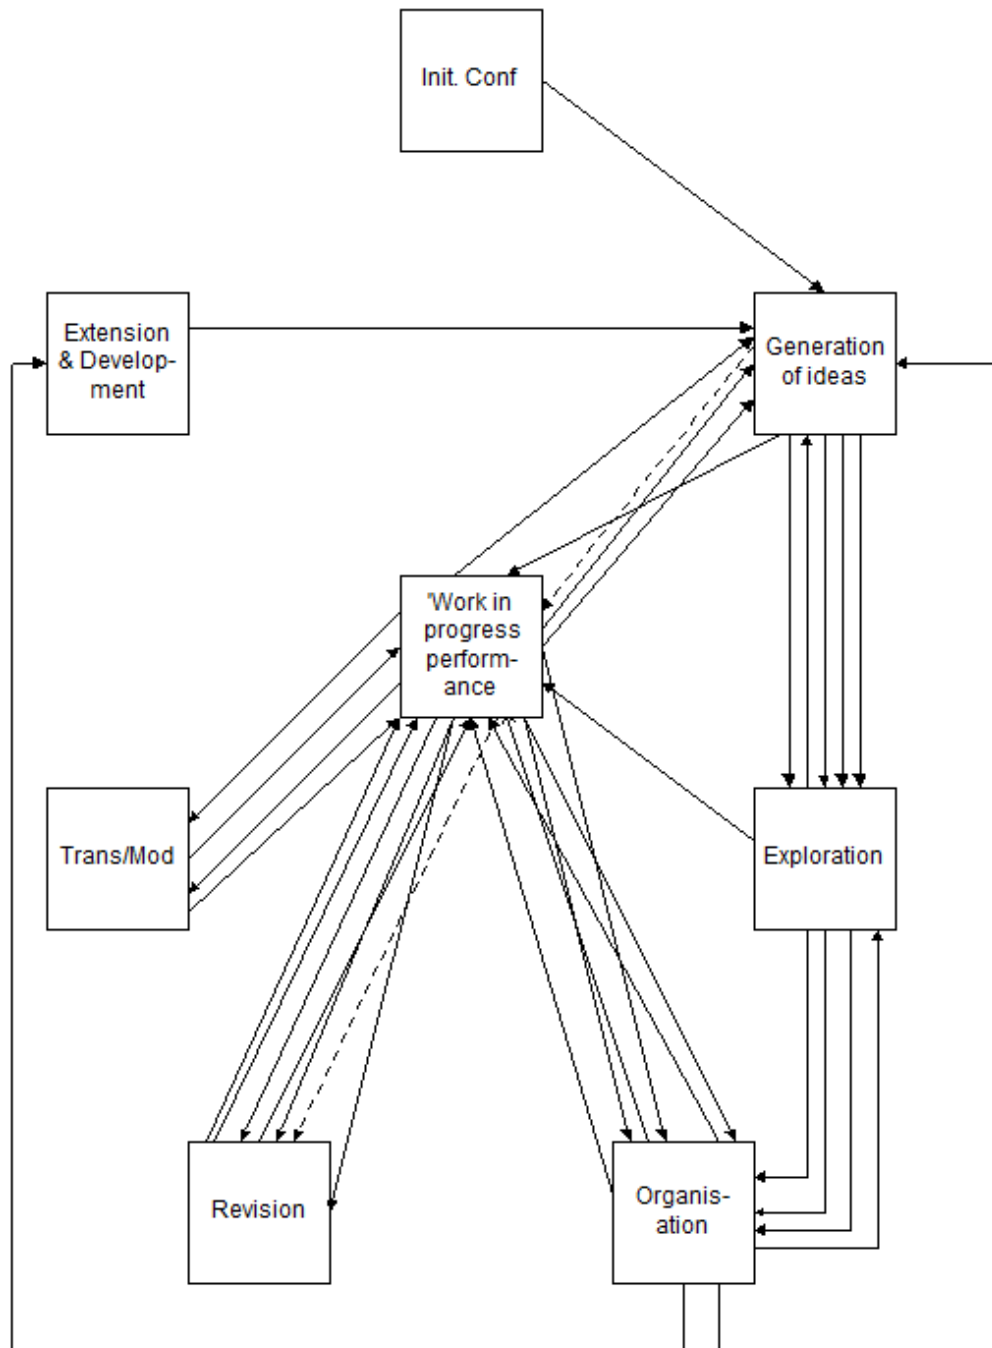 Init. Conf
Extension
& Develop-
ment
Generation
of ideas
'Work in
progress
perform-
ance
Trans/Mod
Exploration
Revision
Organis-
ation